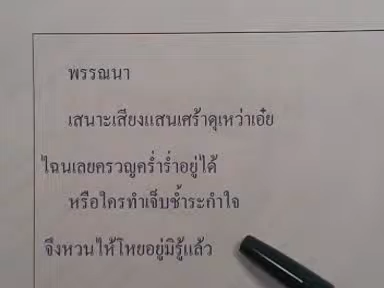 พรรณนา
เสนาะเสียงแสนเศร้าดุเหว่าเอ๋ย
ไฉนเลยครวญคร่ำร่ำอยู่ได้
หรือใครทำเจ็บช้ำระกำใจ
จึงหวนไห้โหยอยู่มิรู้แล้ว